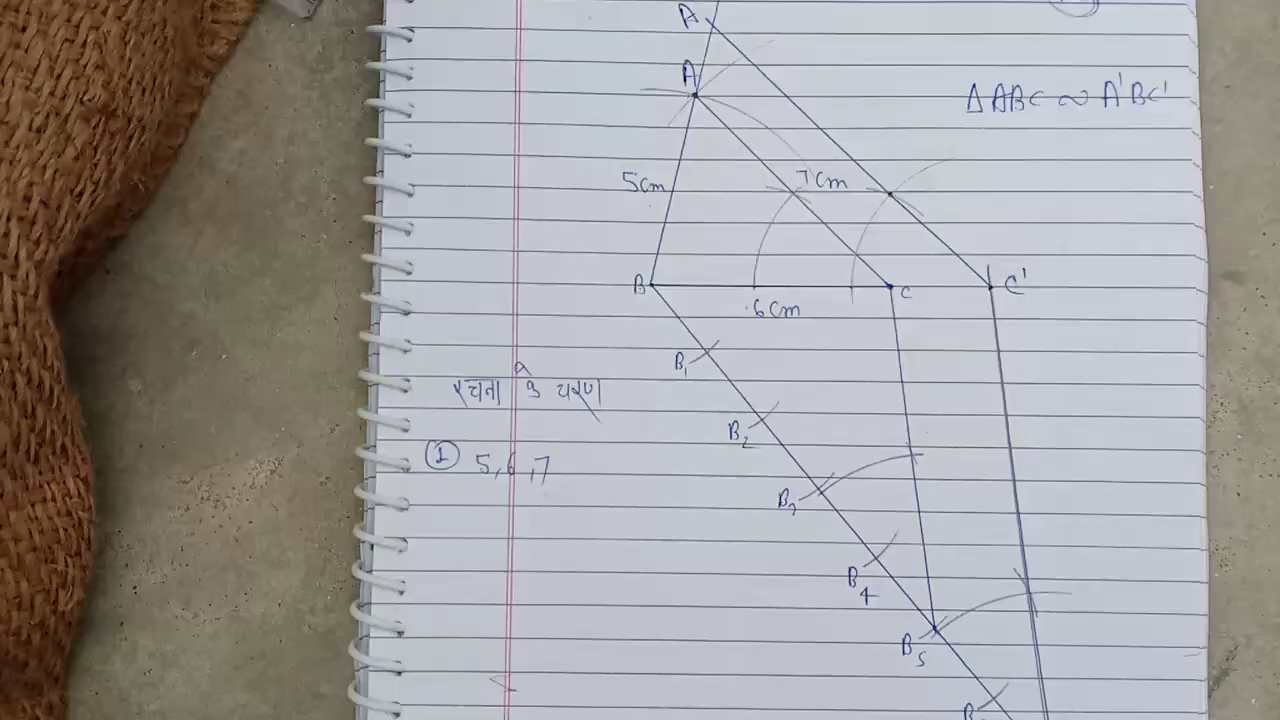 A
A
Δ ABC ~ A'BC'
5cm
7cm
B
C
C'
6cm
B₁
रचना के चरण
B₂
① 5,6,7
B₃
B₄
B₅